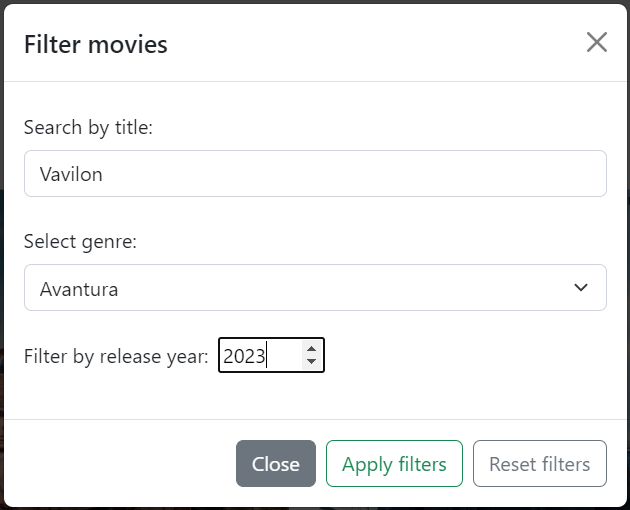 Filter movies
Search by title:
Vavilon
Select genre:
Avantura
Filter by release year: 2023
Close Apply filters Reset filters